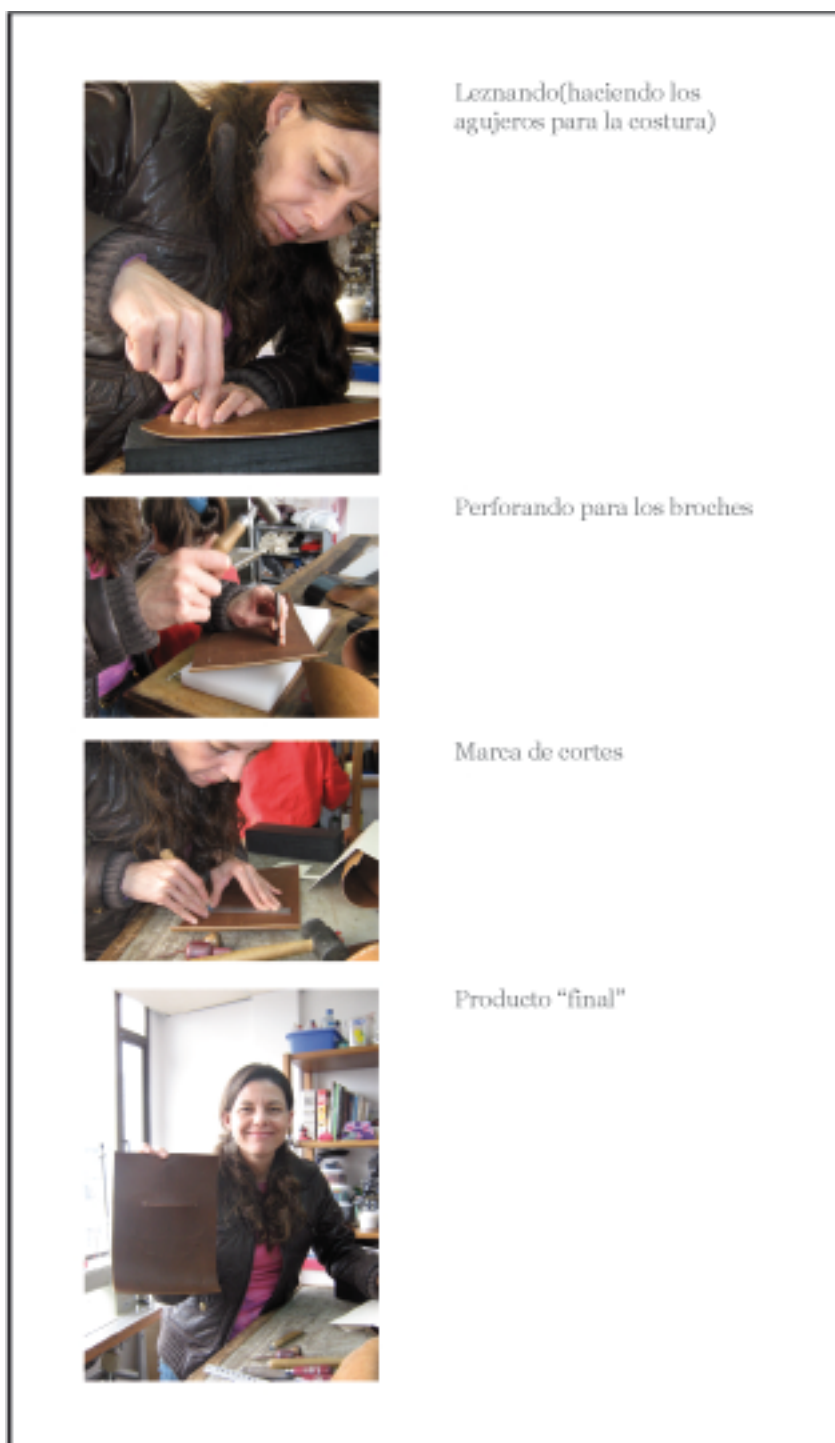 Leznando(haciendo los
agujeros para la costura)
Perforando para los broches
Marca de cortes
Producto “final”